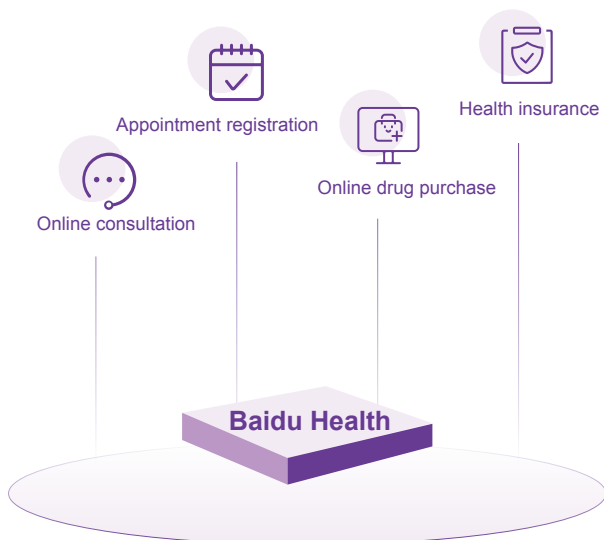 Health insurance
Appointment registration
Online drug purchase
Online consultation
Baidu Health